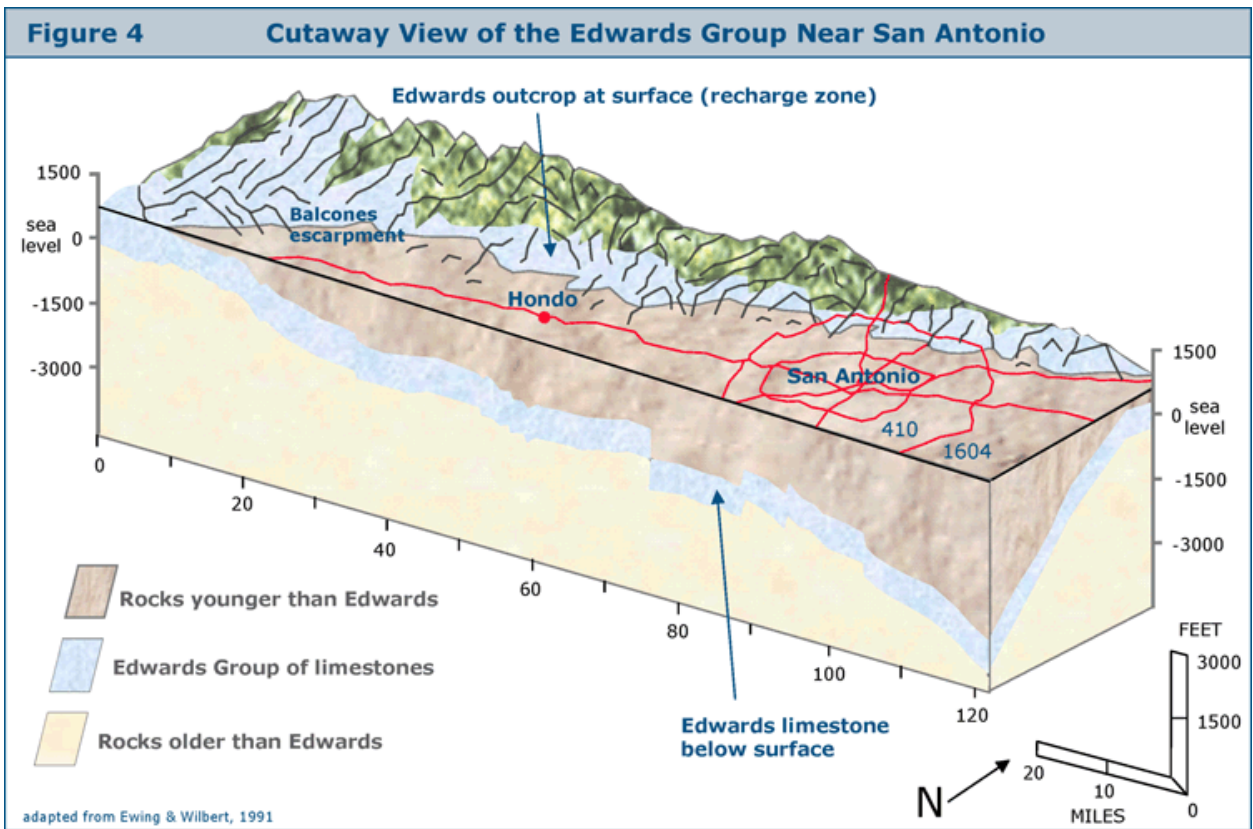 Figure 4
Cutaway View of the Edwards Group Near San Antonio
Edwards outcrop at surface (recharge zone)
1500
sea
level
0
-1500
-3000
Balcones
escarpment
Hondo
San Antonio
410
1604
1500
0 sea
level
-1500
-3000
0
20
40
60
80
100
120
Rocks younger than Edwards
Edwards Group of limestones
Rocks older than Edwards
Edwards limestone
below surface
FEET
3000
1500
N
20
10
0
MILES
adapted from Ewing & Wilbert, 1991